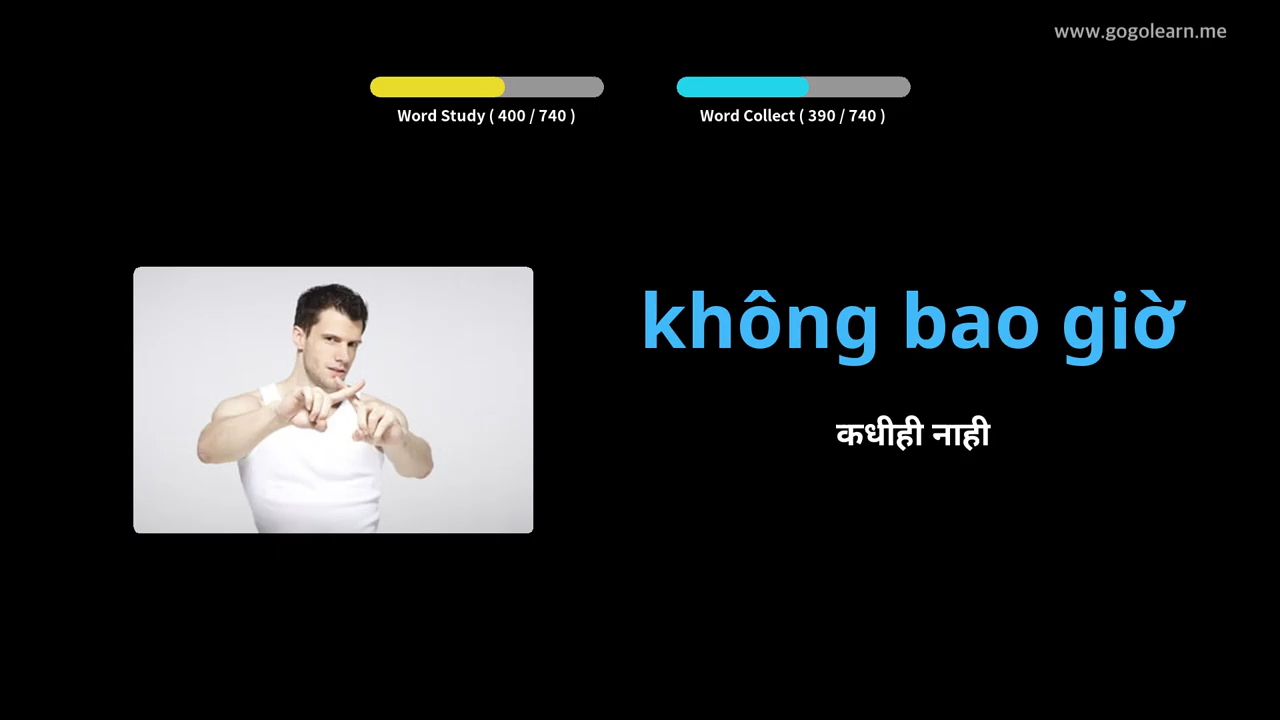 www.gogolearn.me
Word Study ( 400 / 740 )
Word Collect ( 390 / 740 )
không bao giờ
कधीही नाही